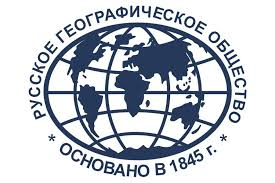 РУССКОЕ ГЕОГРАФИЧЕСКОЕ ОБЩЕСТВО
* ОСНОВАНО В 1845 г. *